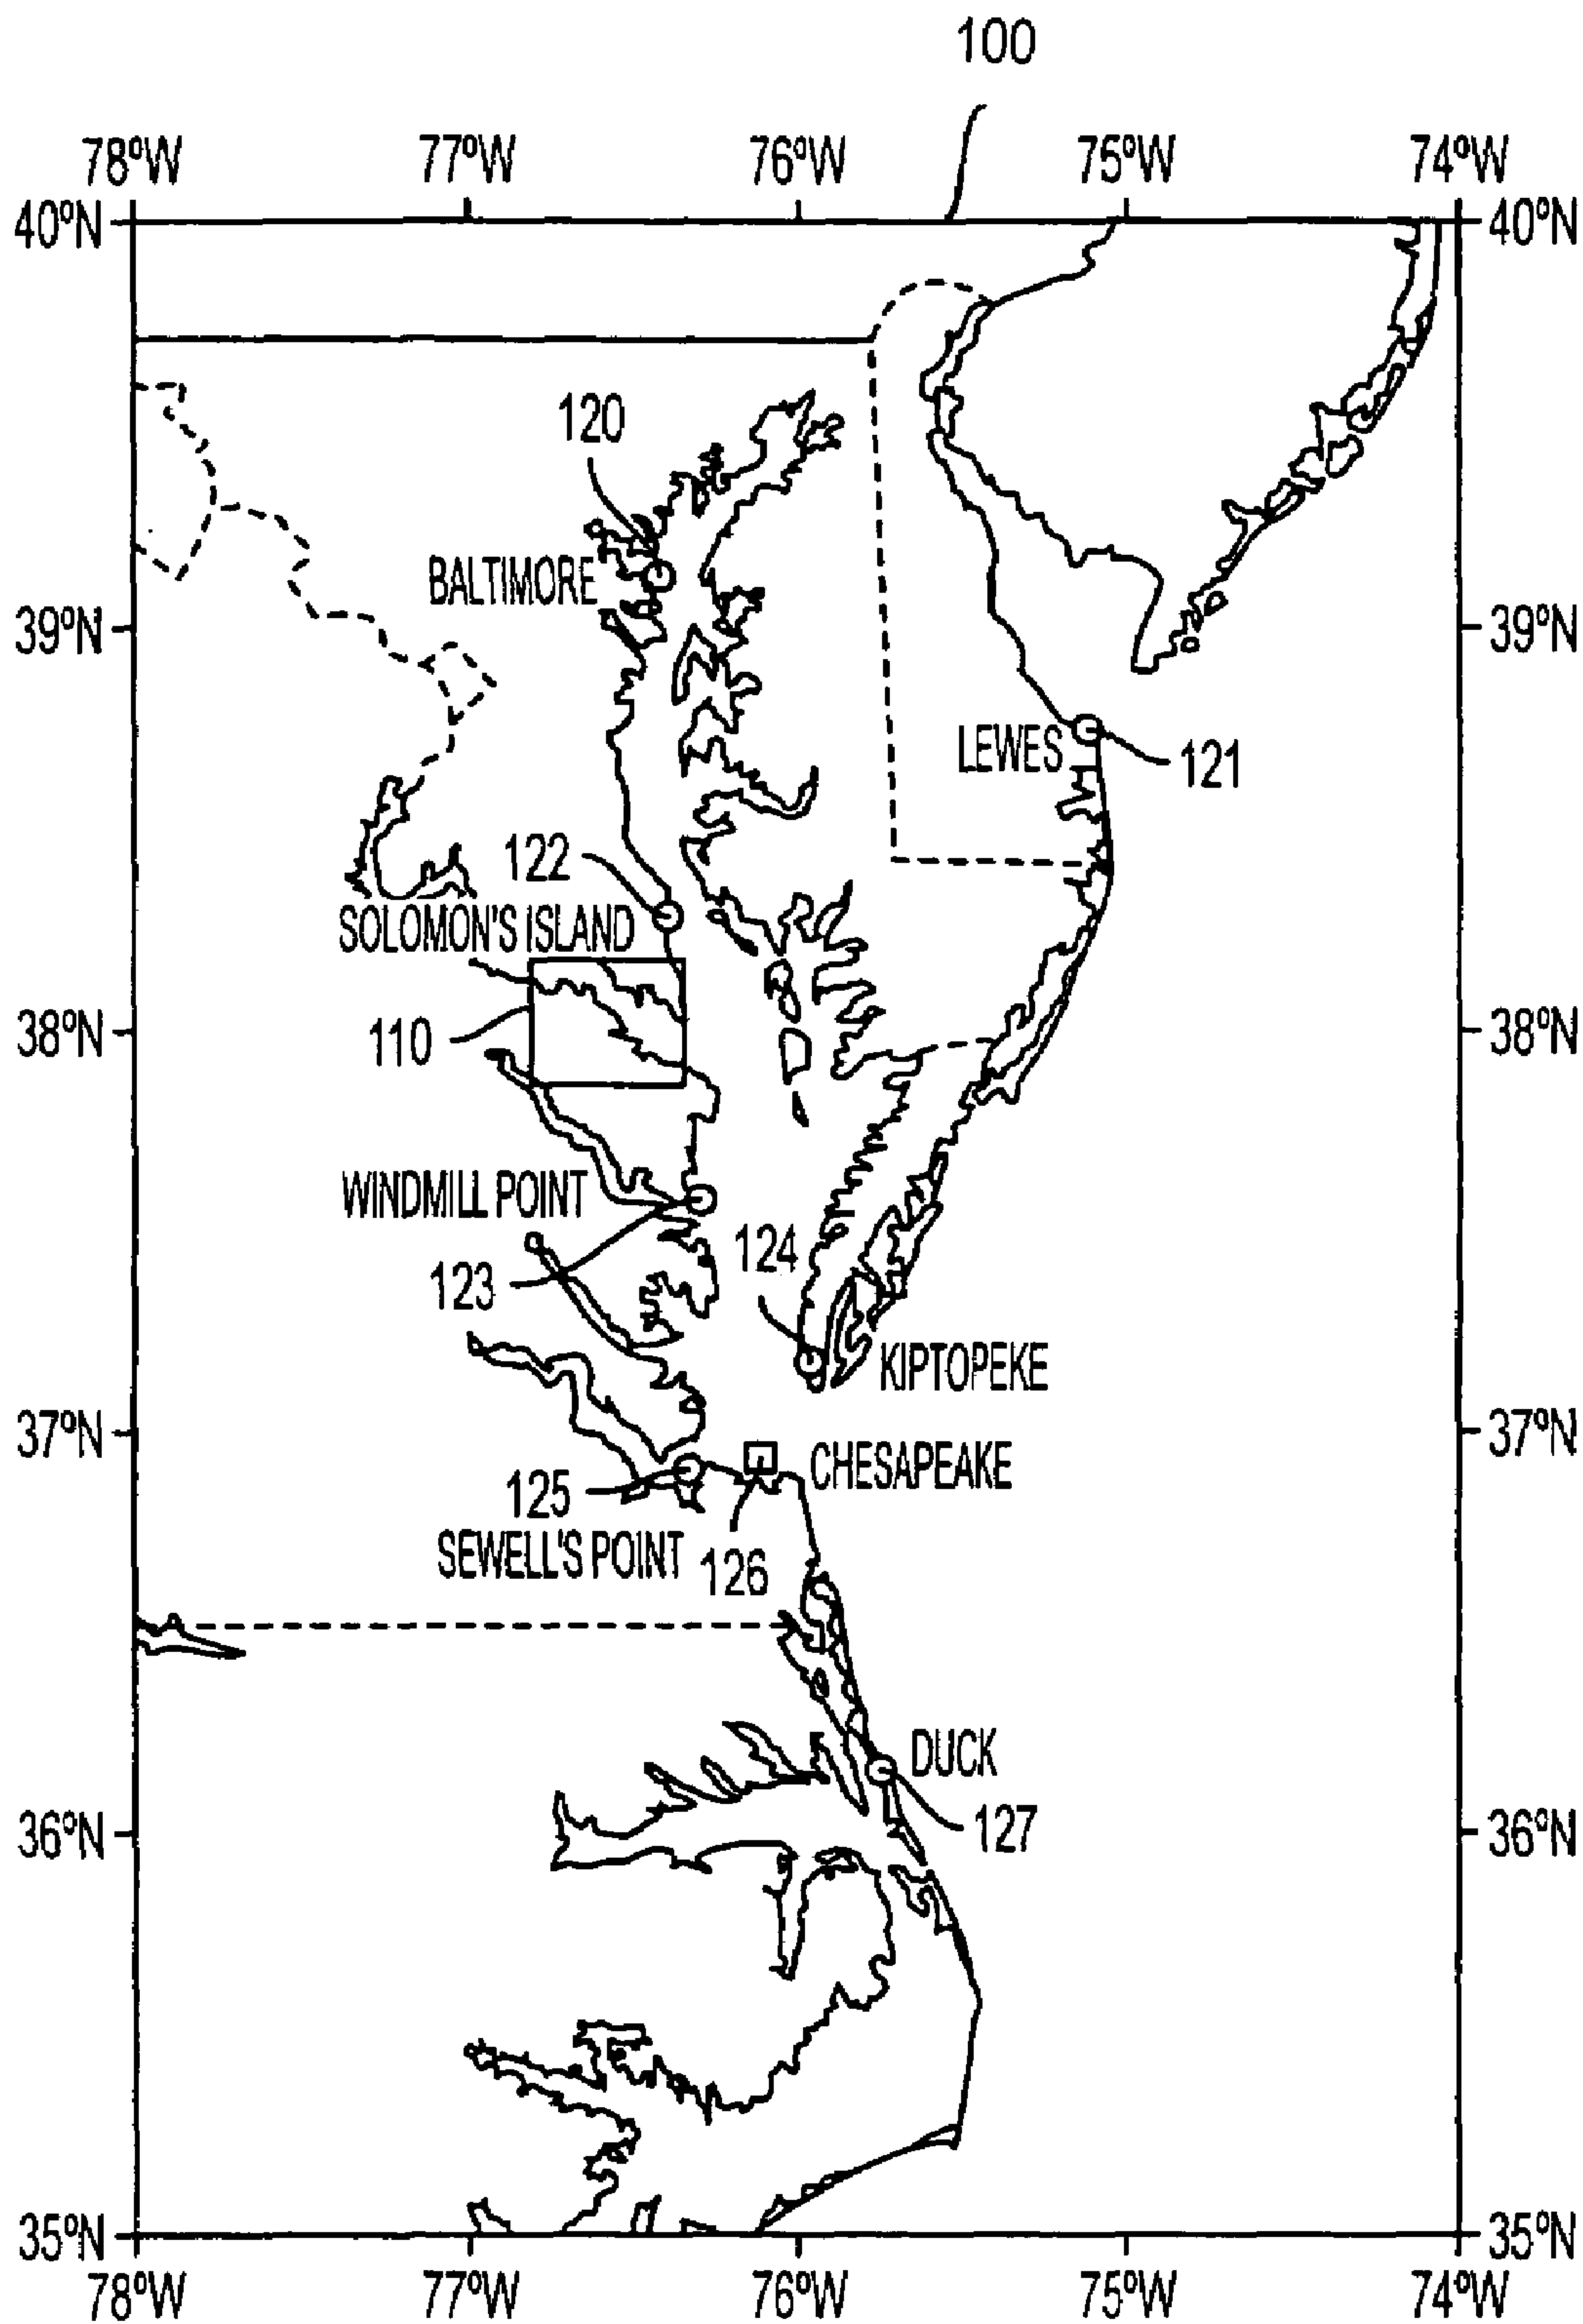 100
78°W 77°W 76°W 75°W 74°W
40°N 40°N
120
BALTIMORE
39°N 39°N
LEWES
121
122
SOLOMON'S ISLAND
110
38°N 38°N
WINDMILL POINT
123
124
KIPTOPEKE
37°N 37°N
CHESAPEAKE
125
SEWELL'S POINT
126
DUCK
127
36°N 36°N
35°N 35°N
78°W 77°W 76°W 75°W 74°W